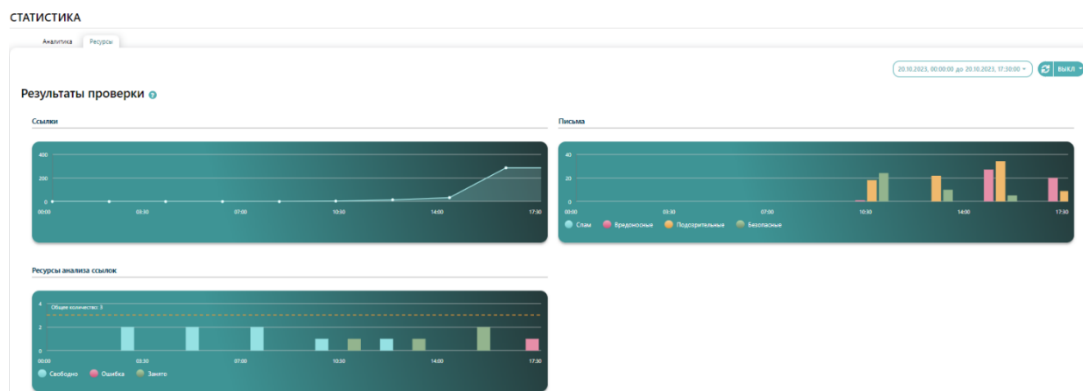 СТАТИСТИКА
Аналитика Ресурсы
20.10.2023, 00:00:00 до 20.10.2023, 17:30:00
ВЫКЛ
Результаты проверки ?
Ссылки
400
200
0
00:00 03:30 07:00 10:30 14:00 17:30
Письма
40
20
0
00:00 03:30 07:00 10:30 14:00 17:30
Спам Вредоносные Подозрительные Безопасные
Ресурсы анализа ссылок
4
Общее количество: 3
2
0
00:00 03:30 07:00 10:30 14:00 17:30
Свободно Ошибка Занято